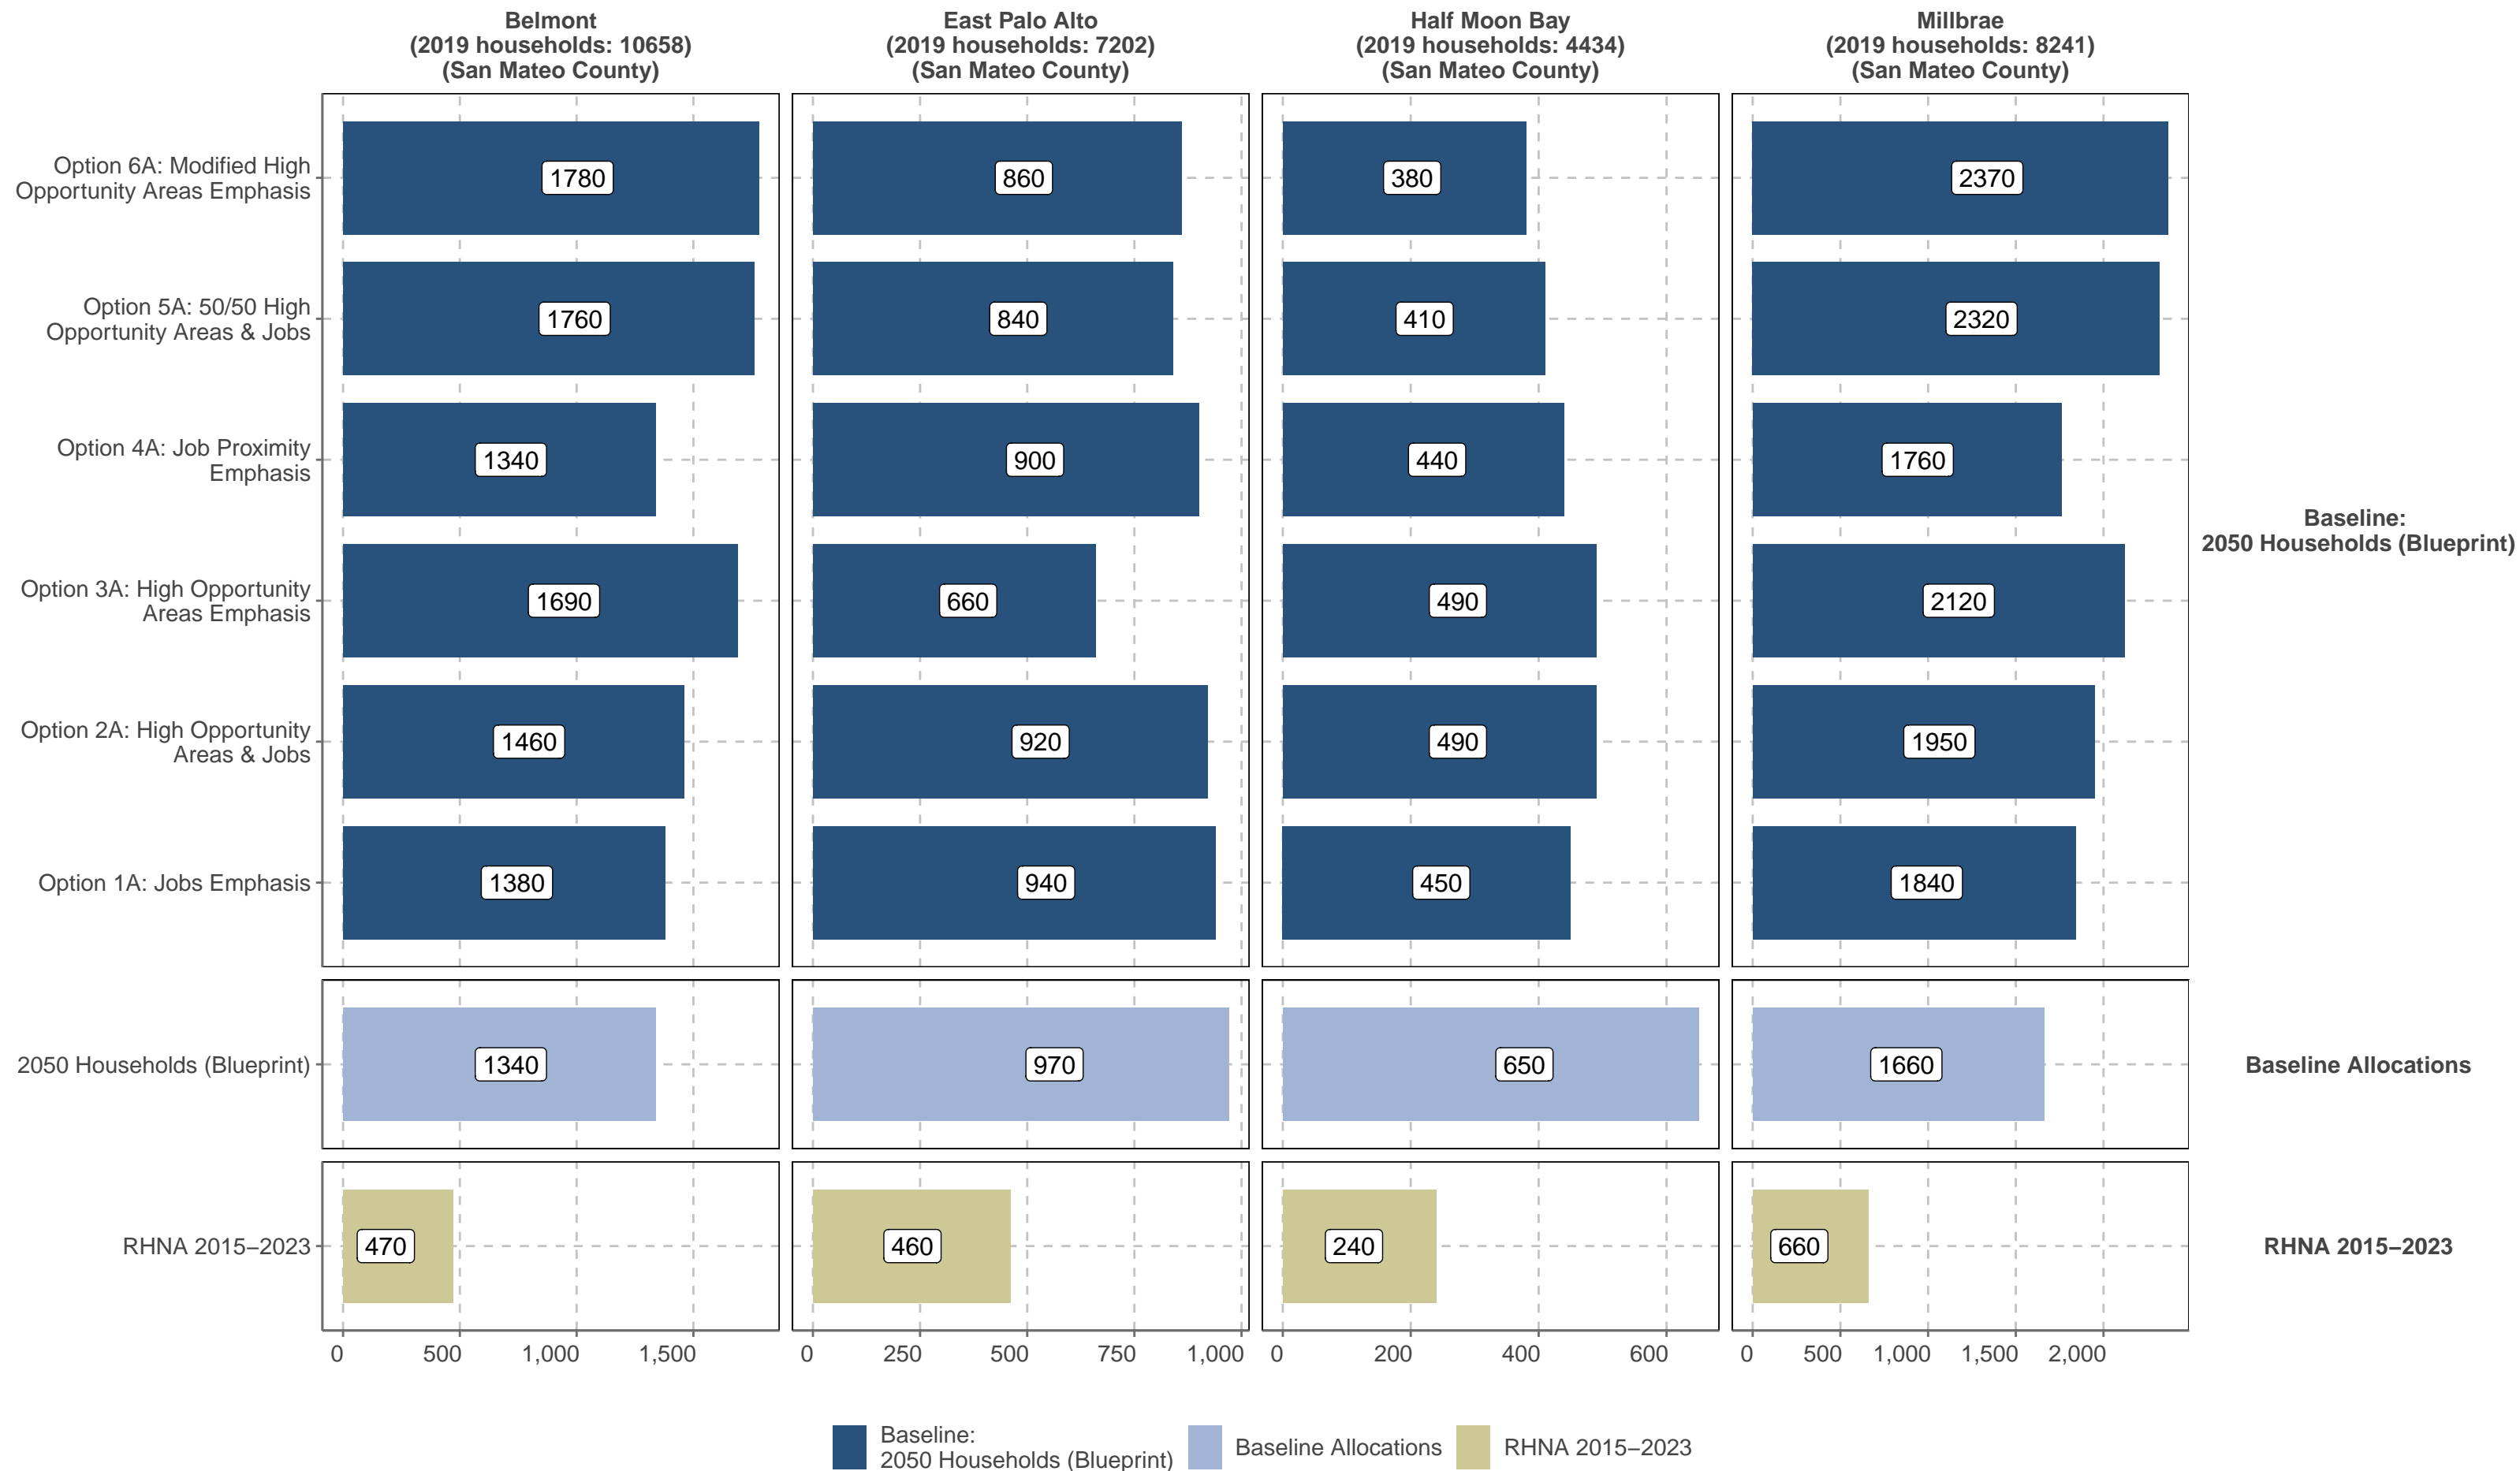 Belmont
(2019 households: 10658)
(San Mateo County)
East Palo Alto
(2019 households: 7202)
(San Mateo County)
Half Moon Bay
(2019 households: 4434)
(San Mateo County)
Millbrae
(2019 households: 8241)
(San Mateo County)
Option 6A: Modified High
Opportunity Areas Emphasis
1780
860
380
2370
Option 5A: 50/50 High
Opportunity Areas & Jobs
1760
840
410
2320
Option 4A: Job Proximity
Emphasis
1340
900
440
1760
Baseline:
2050 Households (Blueprint)
Option 3A: High Opportunity
Areas Emphasis
1690
660
490
2120
Option 2A: High Opportunity
Areas & Jobs
1460
920
490
1950
Option 1A: Jobs Emphasis
1380
940
450
1840
2050 Households (Blueprint)
1340
970
650
1660
Baseline Allocations
RHNA 2015−2023
470
460
240
660
RHNA 2015−2023
0 500 1,000 1,500
0 250 500 750 1,000
0 200 400 600
0 500 1,000 1,500 2,000
Baseline:
2050 Households (Blueprint)
Baseline Allocations
RHNA 2015−2023